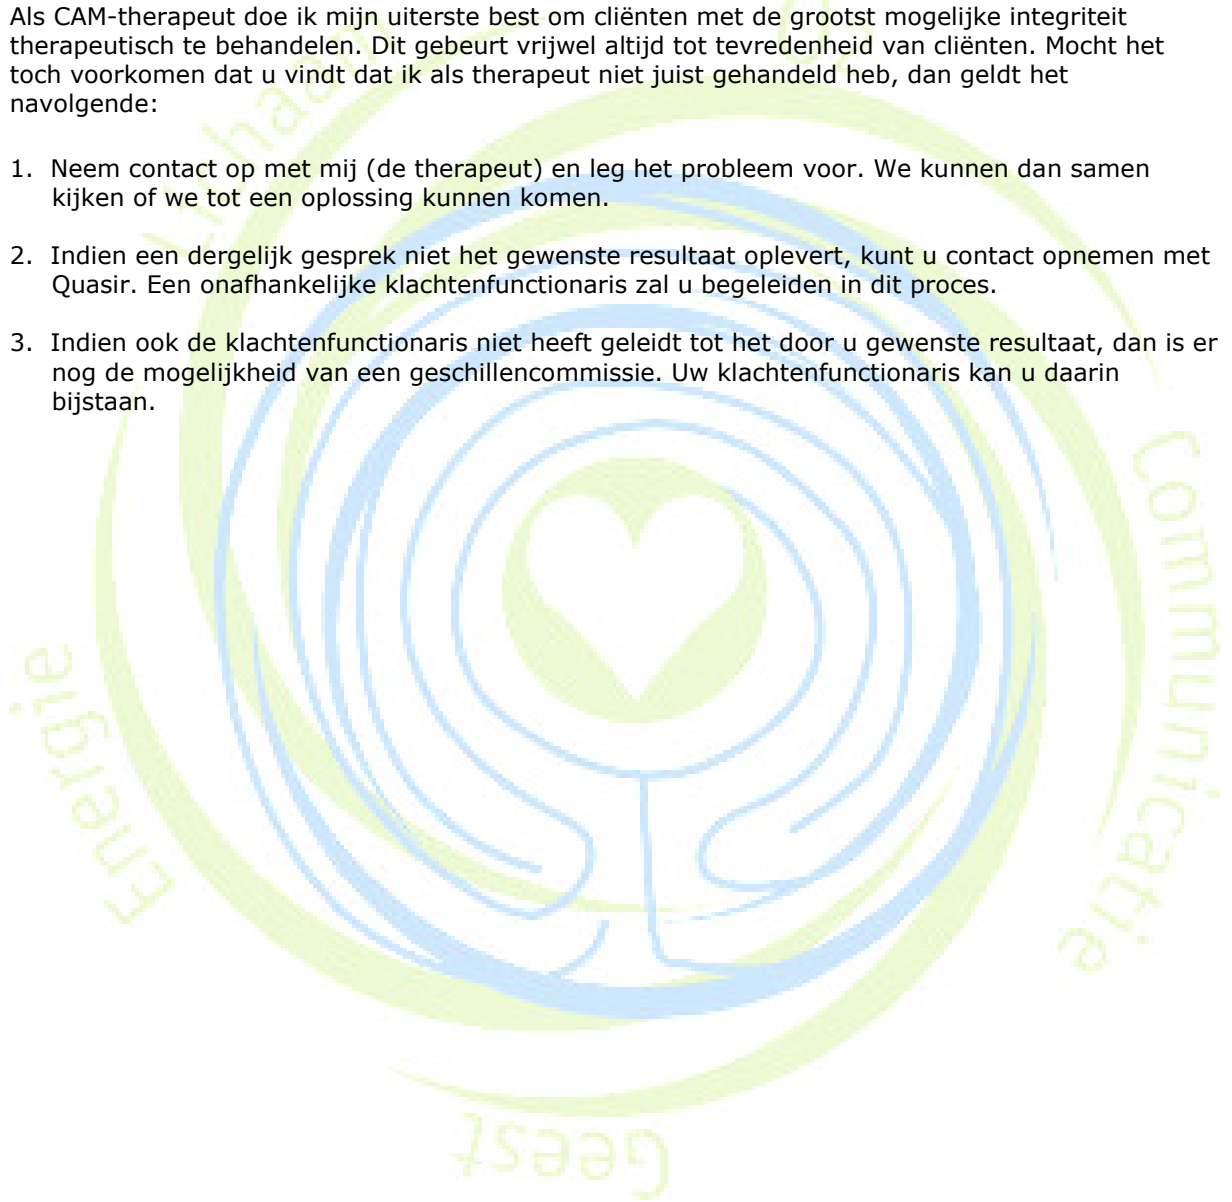 Als CAM-therapeut doe ik mijn uiterste best om cliënten met de grootst mogelijke integriteit
therapeutisch te behandelen. Dit gebeurt vrijwel altijd tot tevredenheid van cliënten. Mocht het
toch voorkomen dat u vindt dat ik als therapeut niet juist gehandeld heb, dan geldt het
navolgende:
1. Neem contact op met mij (de therapeut) en leg het probleem voor. We kunnen dan samen
kijken of we tot een oplossing kunnen komen.
2. Indien een dergelijk gesprek niet het gewenste resultaat oplevert, kunt u contact opnemen met
Quasir. Een onafhankelijke klachtenfunctionaris zal u begeleiden in dit proces.
3. Indien ook de klachtenfunctionaris niet heeft geleidt tot het door u gewenste resultaat, dan is er
nog de mogelijkheid van een geschillencommissie. Uw klachtenfunctionaris kan u daarin
bijstaan.
Lichaam
Communicatie
Energie
Geest